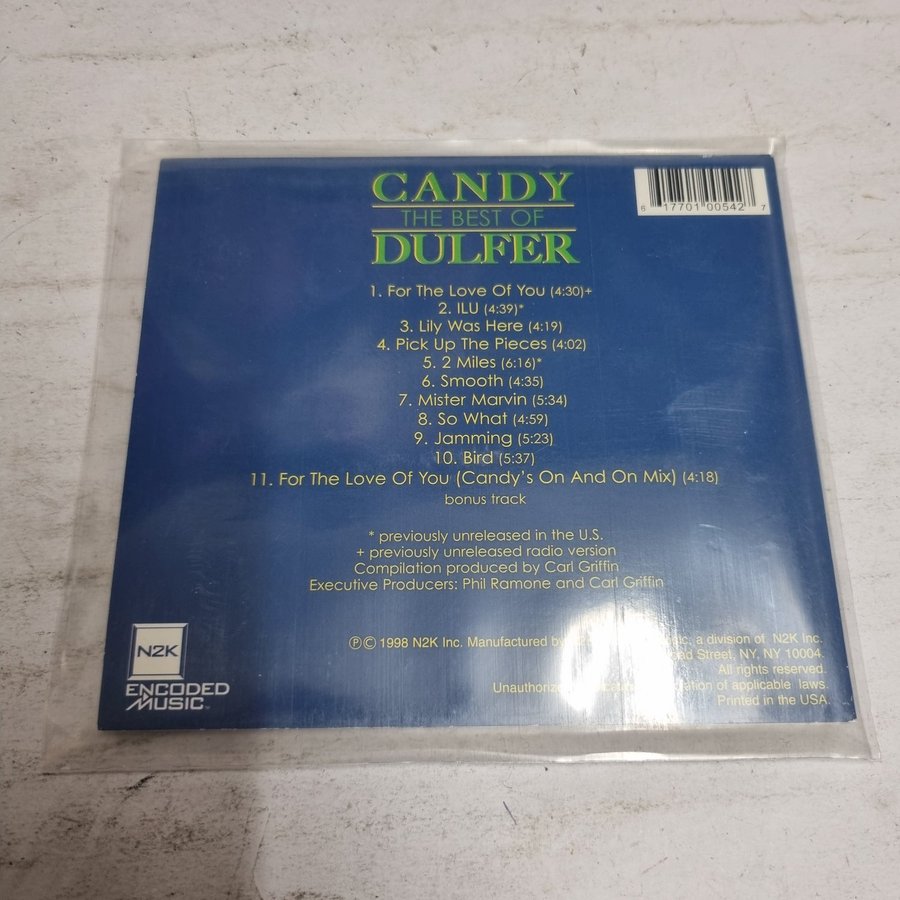 CANDY
THE BEST OF
DULFER
6 17701 00542 7
1. For The Love Of You (4:30)+
2. ILU (4:39)*
3. Lily Was Here (4:19)
4. Pick Up The Pieces (4:02)
5. 2 Miles (6:16)*
6. Smooth (4:35)
7. Mister Marvin (5:34)
8. So What (4:59)
9. Jamming (5:23)
10. Bird (5:37)
11. For The Love Of You (Candy's On And On Mix) (4:18)
bonus track
* previously unreleased in the U.S.
+ previously unreleased radio version
Compilation produced by Carl Griffin
Executive Producers: Phil Ramone and Carl Griffin
℗© 1998 N2K Inc. Manufactured by a division of N2K Inc.
Street, NY, NY 10004.
All rights reserved.
of applicable laws.
Printed in the USA.
N2K
ENCODED
MUSIC™